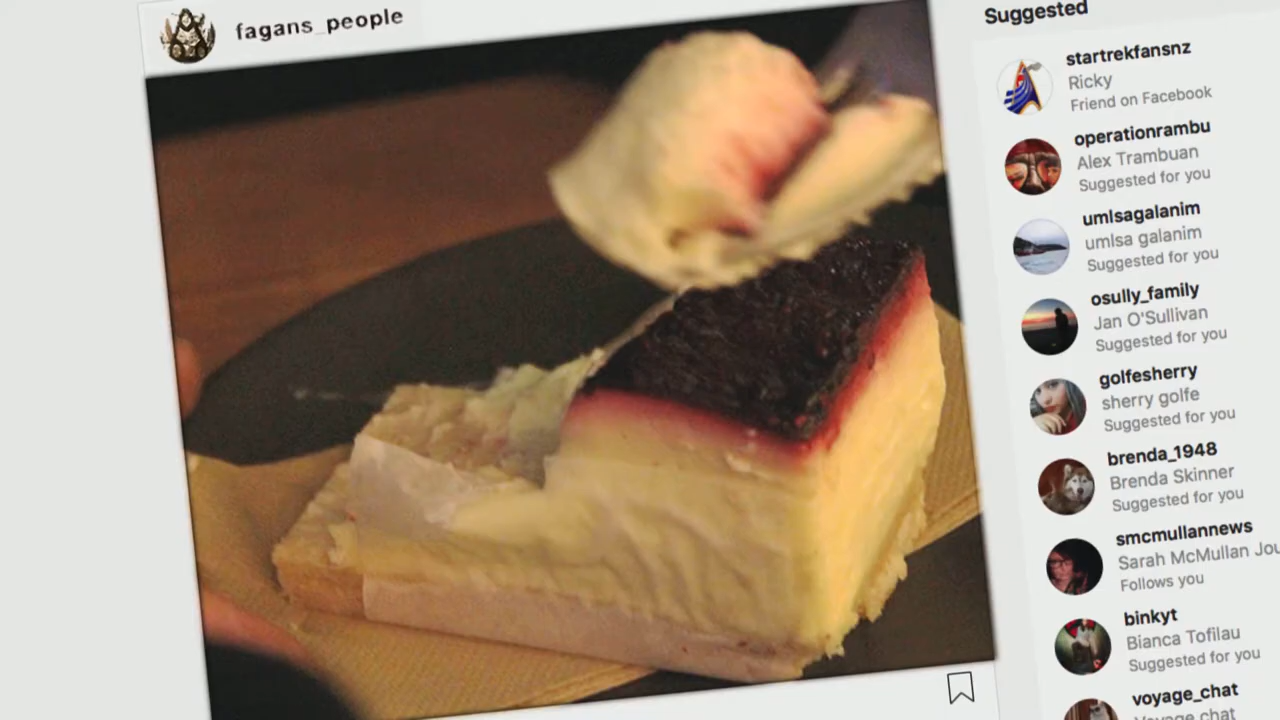 fagans_people
Suggested
startrekfansnz
Ricky
Friend on Facebook
operationrambu
Alex Trambuan
Suggested for you
umlsagalanim
umlsa galanim
Suggested for you
osully_family
Jan O'Sullivan
Suggested for you
golfesherry
sherry golfe
Suggested for you
brenda_1948
Brenda Skinner
Suggested for you
smcmullannews
Sarah McMullan Jou
Follows you
binkyt
Bianca Tofilau
Suggested for you
voyage_chat
Voyage chat